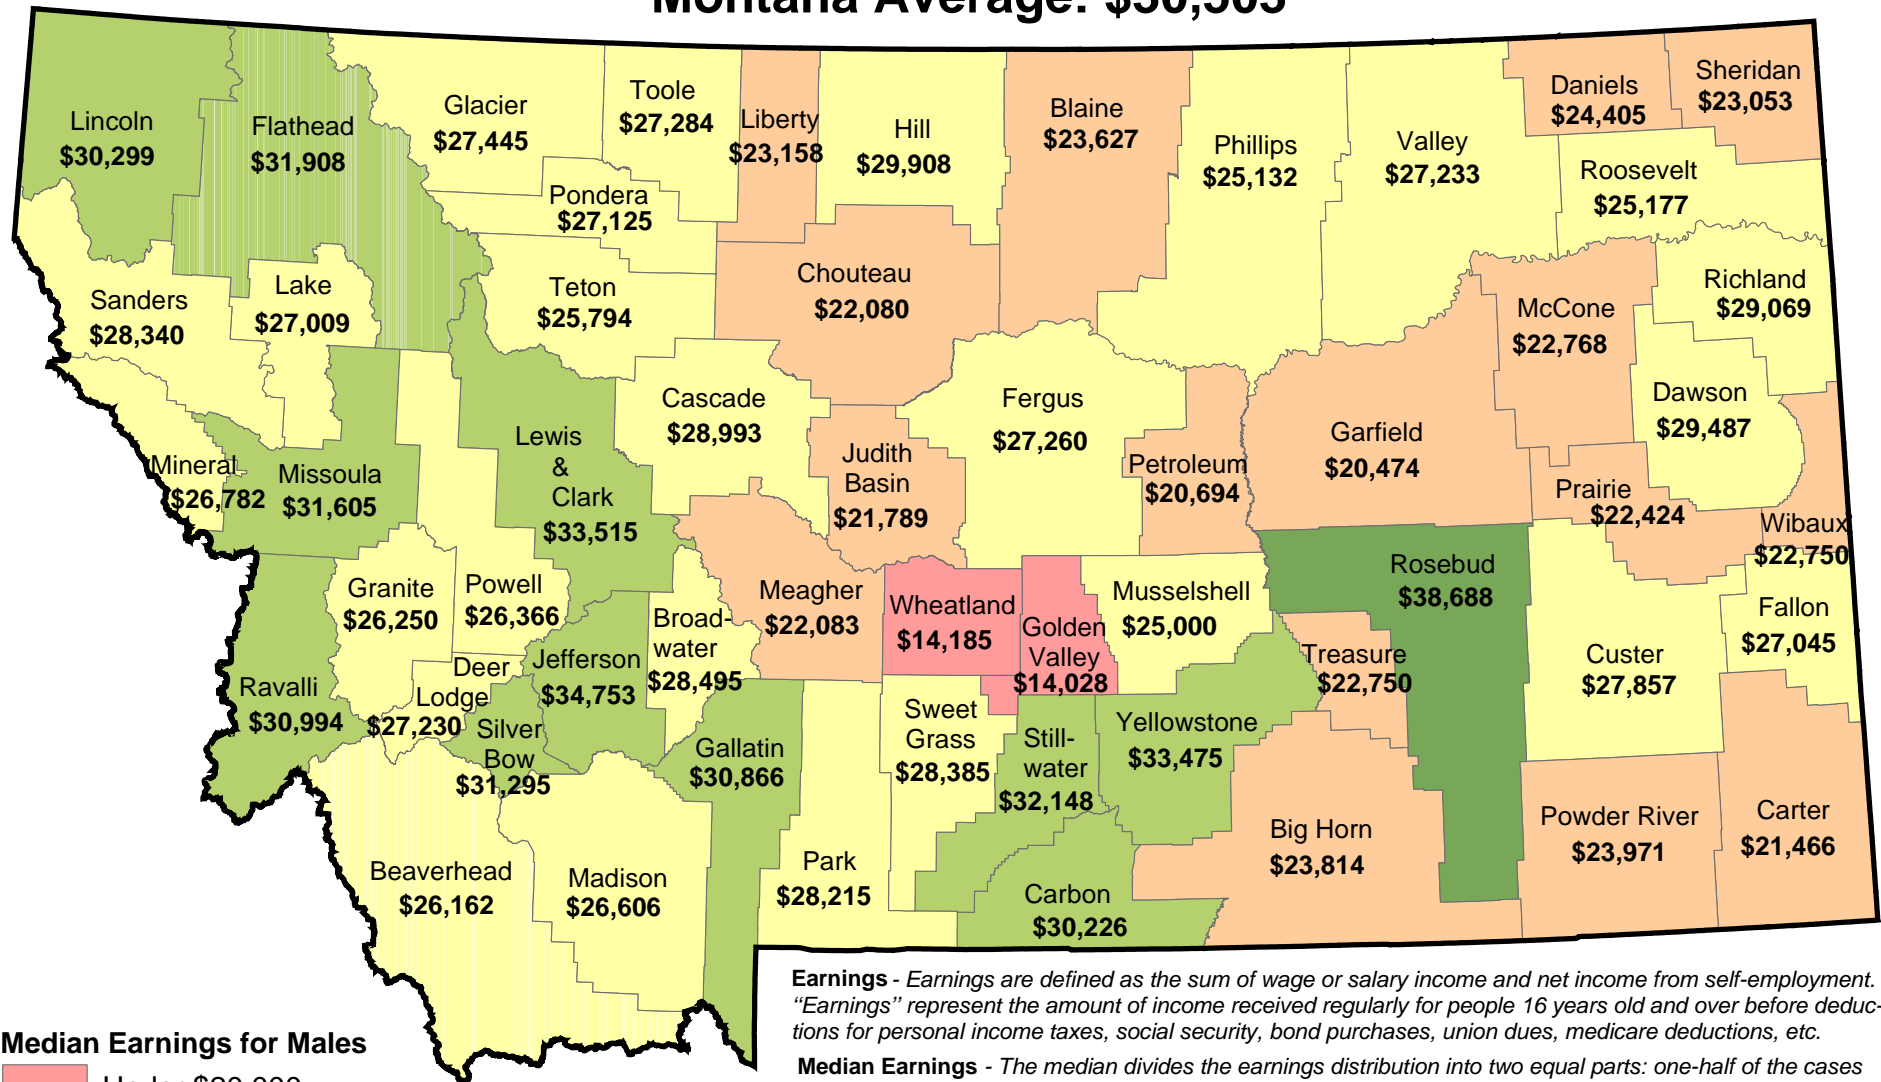 Montana Average: $30,503
Lincoln
$30,299
Flathead
$31,908
Glacier
$27,445
Toole
$27,284
Liberty
$23,158
Hill
$29,908
Blaine
$23,627
Phillips
$25,132
Valley
$27,233
Daniels
$24,405
Sheridan
$23,053
Roosevelt
$25,177
Pondera
$27,125
Sanders
$28,340
Lake
$27,009
Teton
$25,794
Chouteau
$22,080
McCone
$22,768
Richland
$29,069
Dawson
$29,487
Cascade
$28,993
Fergus
$27,260
Garfield
$20,474
Lewis
&
Clark
$33,515
Judith
Basin
$21,789
Petroleum
$20,694
Mineral
$26,782
Missoula
$31,605
Prairie
$22,424
Wibaux
$22,750
Granite
$26,250
Powell
$26,366
Meagher
$22,083
Wheatland
$14,185
Golden
Valley
$14,028
Musselshell
$25,000
Rosebud
$38,688
Fallon
$27,045
Broad-
water
$28,495
Treasure
$22,750
Custer
$27,857
Ravalli
$30,994
Deer
Lodge
$27,230
Jefferson
$34,753
Silver
Bow
$31,295
Gallatin
$30,866
Sweet
Grass
$28,385
Still-
water
$32,148
Yellowstone
$33,475
Big Horn
$23,814
Powder River
$23,971
Carter
$21,466
Beaverhead
$26,162
Madison
$26,606
Park
$28,215
Carbon
$30,226
Earnings - Earnings are defined as the sum of wage or salary income and net income from self-employment.
“Earnings” represent the amount of income received regularly for people 16 years old and over before deduc-
tions for personal income taxes, social security, bond purchases, union dues, medicare deductions, etc.
Median Earnings - The median divides the earnings distribution into two equal parts: one-half of the cases
Median Earnings for Males
Under $20,000